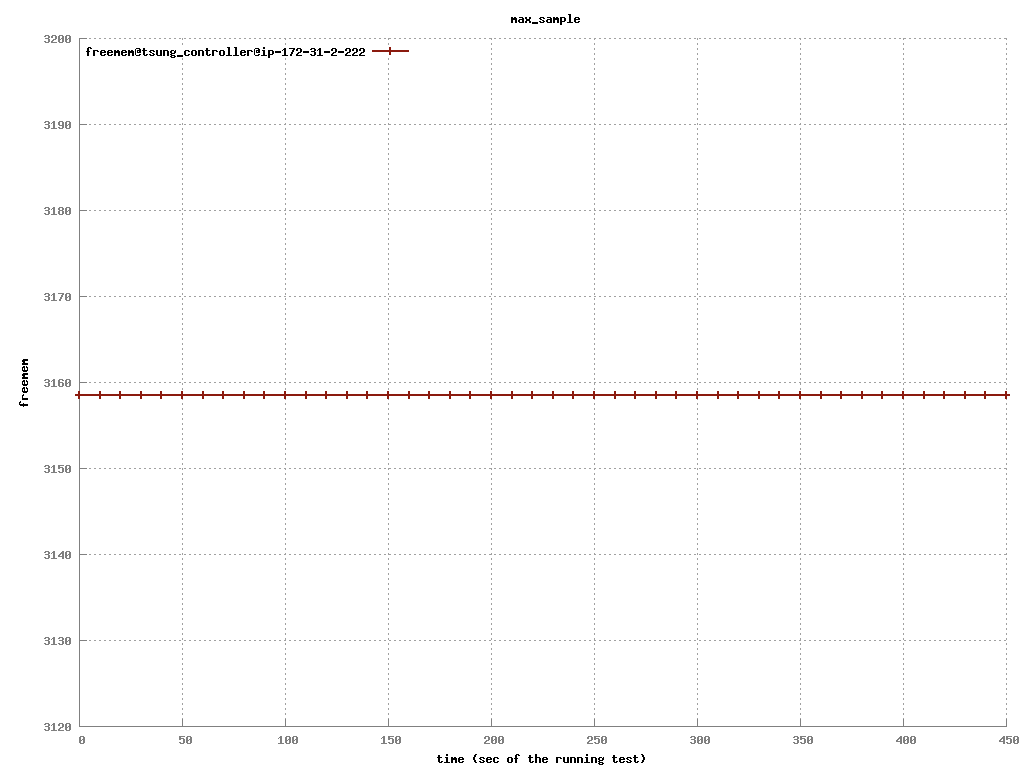 max_sample
3200
freemem@tsung_controller@ip-172-31-2-222
3190
3180
3170
3160
freemem
3150
3140
3130
3120
0 50 100 150 200 250 300 350 400 450
time (sec of the running test)